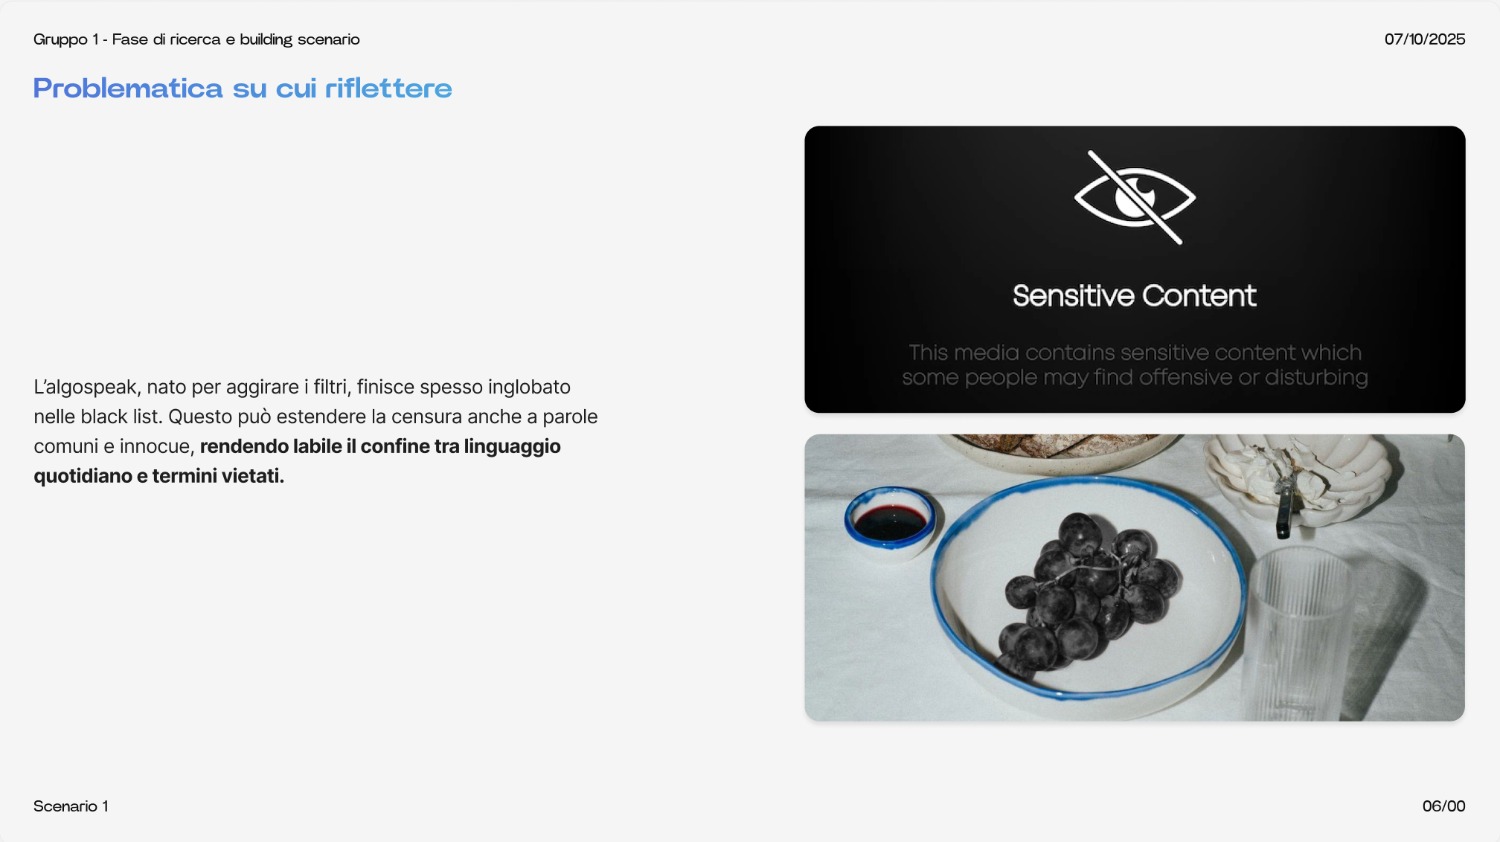 Gruppo 1 - Fase di ricerca e building scenario
07/10/2025
Problematica su cui riflettere
L’algospeak, nato per aggirare i filtri, finisce spesso inglobato
nelle black list. Questo può estendere la censura anche a parole
comuni e innocue, rendendo labile il confine tra linguaggio
quotidiano e termini vietati.
Sensitive Content
This media contains sensitive content which
some people may find offensive or disturbing
Scenario 1
06/00